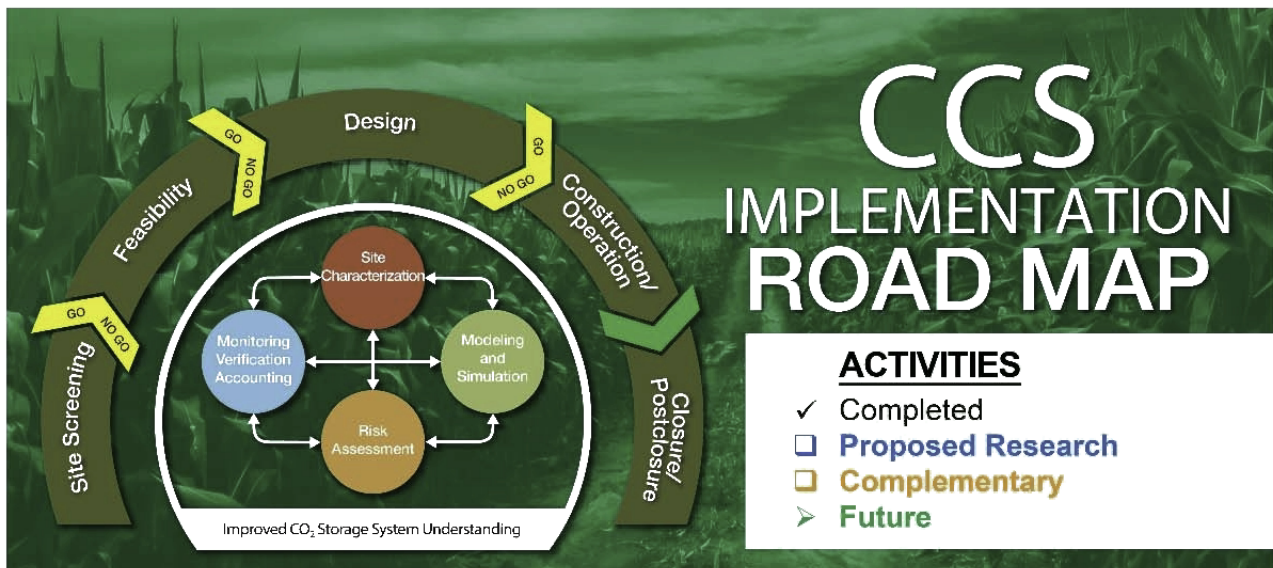 CCS
IMPLEMENTATION
ROAD MAP
Site Screening
GO
NO GO
Feasibility
GO
NO GO
Design
GO
NO GO
Construction/
Operation
Closure/
Postclosure
Site
Characterization
Monitoring
Verification
Accounting
Modeling
and
Simulation
Risk
Assessment
Improved CO₂ Storage System Understanding
ACTIVITIES
✓ Completed
❑ Proposed Research
❑ Complementary
➢ Future